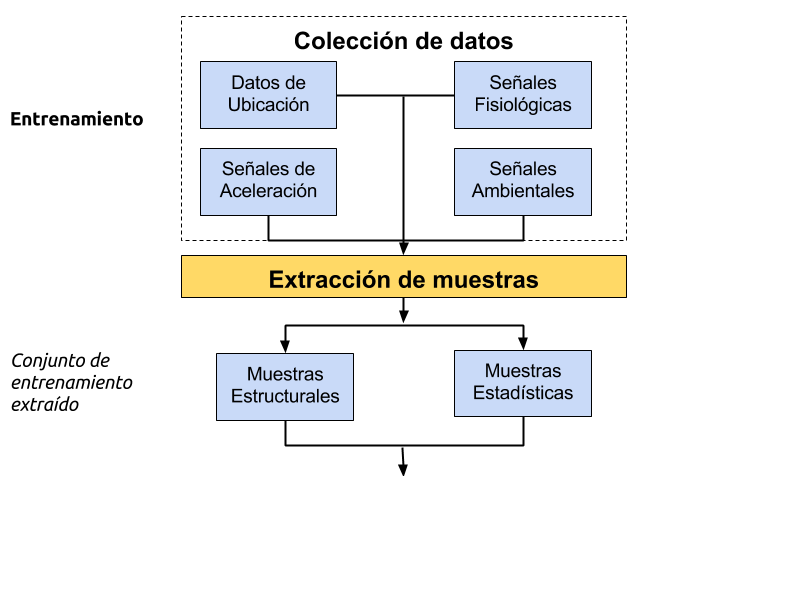 Colección de datos
Datos de
Ubicación
Señales
Fisiológicas
Entrenamiento
Señales de
Aceleración
Señales
Ambientales
Extracción de muestras
Conjunto de
entrenamiento
extraído
Muestras
Estructurales
Muestras
Estadísticas